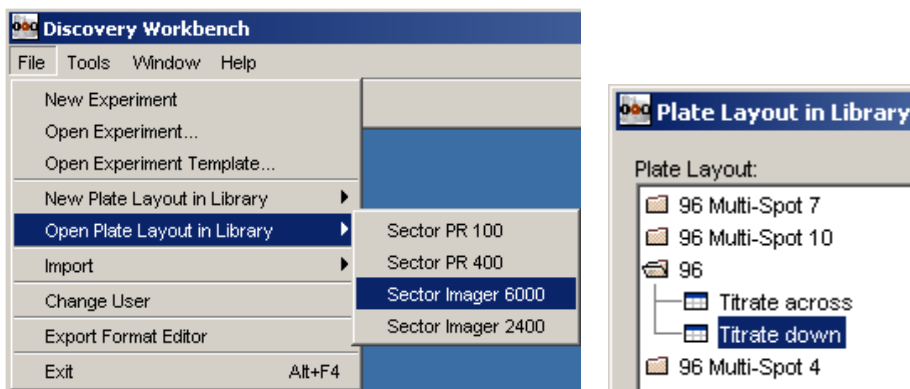 Discovery Workbench
File Tools Window Help
New Experiment
Open Experiment...
Open Experiment Template...
New Plate Layout in Library
Open Plate Layout in Library
Import
Change User
Export Format Editor
Exit Alt+F4
Sector PR 100
Sector PR 400
Sector Imager 6000
Sector Imager 2400
Plate Layout in Library
Plate Layout:
96 Multi-Spot 7
96 Multi-Spot 10
96
Titrate across
Titrate down
96 Multi-Spot 4